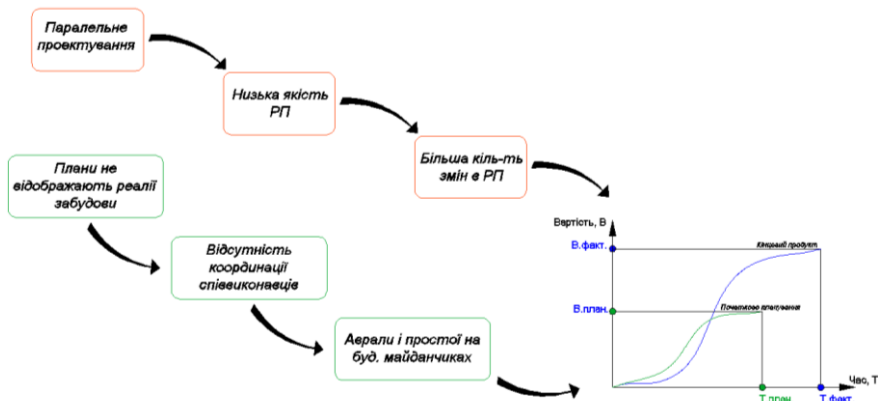 Паралельне
проектування
Низька якість
РП
Більша кіль-ть
змін в РП
Плани не
відображають реалії
забудови
Відсутність
координації
співвиконавців
Аврали і простої на
буд. майданчиках
Вартість, В
В.факт.
Кінцевий продукт
В.план.
Початкове планування
Час, Т
Т.план.
Т.факт.